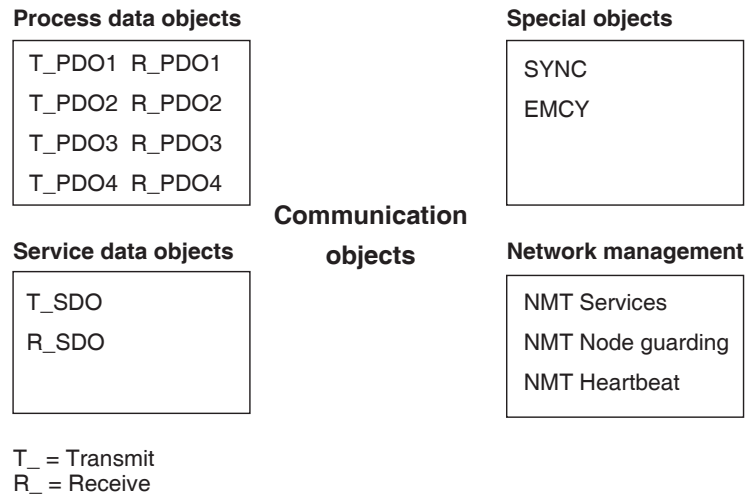 Process data objects
T_PDO1 R_PDO1
T_PDO2 R_PDO2
T_PDO3 R_PDO3
T_PDO4 R_PDO4
Special objects
SYNC
EMCY
Communication
objects
Service data objects
T_SDO
R_SDO
Network management
NMT Services
NMT Node guarding
NMT Heartbeat
T_ = Transmit
R_ = Receive